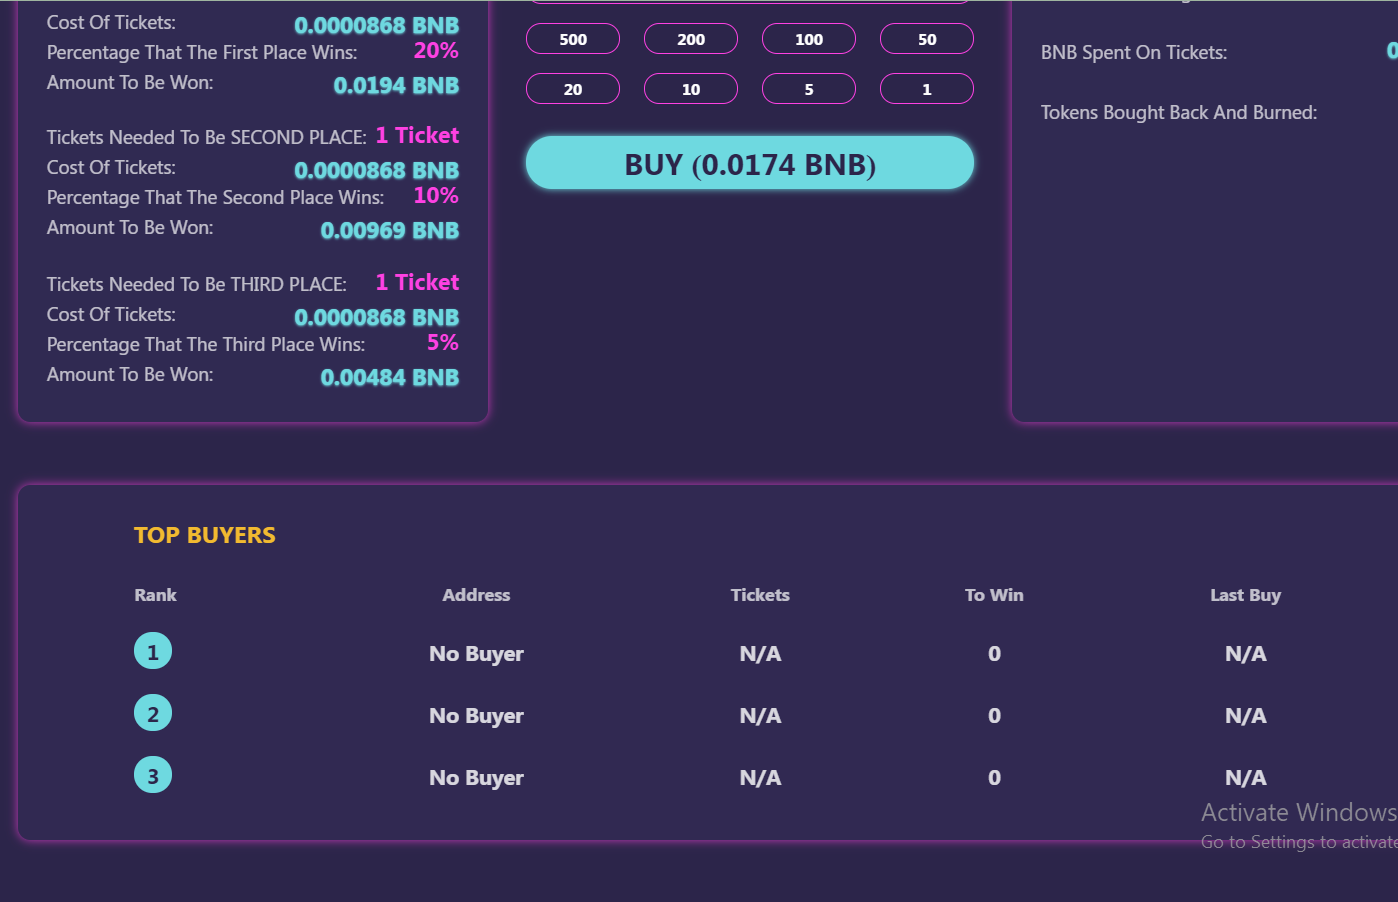 Cost Of Tickets: 0.0000868 BNB
Percentage That The First Place Wins: 20%
Amount To Be Won: 0.0194 BNB
Tickets Needed To Be SECOND PLACE: 1 Ticket
Cost Of Tickets: 0.0000868 BNB
Percentage That The Second Place Wins: 10%
Amount To Be Won: 0.00969 BNB
Tickets Needed To Be THIRD PLACE: 1 Ticket
Cost Of Tickets: 0.0000868 BNB
Percentage That The Third Place Wins: 5%
Amount To Be Won: 0.00484 BNB
500 200 100 50
20 10 5 1
BUY (0.0174 BNB)
BNB Spent On Tickets:
Tokens Bought Back And Burned:
TOP BUYERS
Rank Address Tickets To Win Last Buy
1 No Buyer N/A 0 N/A
2 No Buyer N/A 0 N/A
3 No Buyer N/A 0 N/A
Activate Windows
Go to Settings to activate